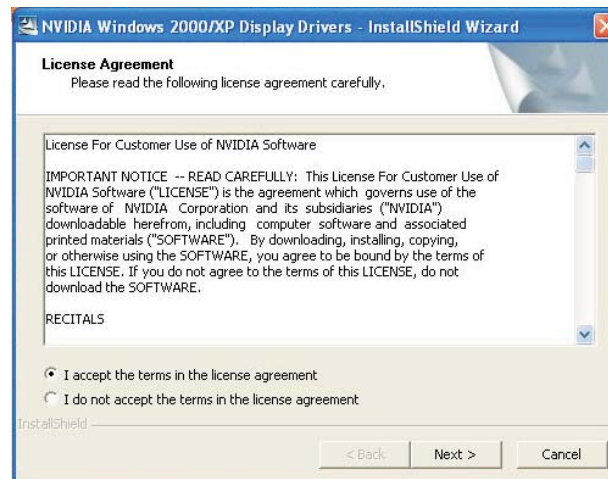 NVIDIA Windows 2000/XP Display Drivers - InstallShield Wizard
License Agreement
Please read the following license agreement carefully.
License For Customer Use of NVIDIA Software
IMPORTANT NOTICE -- READ CAREFULLY: This License For Customer Use of
NVIDIA Software ("LICENSE") is the agreement which governs use of the
software of NVIDIA Corporation and its subsidiaries ("NVIDIA")
downloadable herefrom, including computer software and associated
printed materials ("SOFTWARE"). By downloading, installing, copying,
or otherwise using the SOFTWARE, you agree to be bound by the terms of
this LICENSE. If you do not agree to the terms of this LICENSE, do not
download the SOFTWARE.
RECITALS
I accept the terms in the license agreement
I do not accept the terms in the license agreement
InstallShield
< Back Next > Cancel